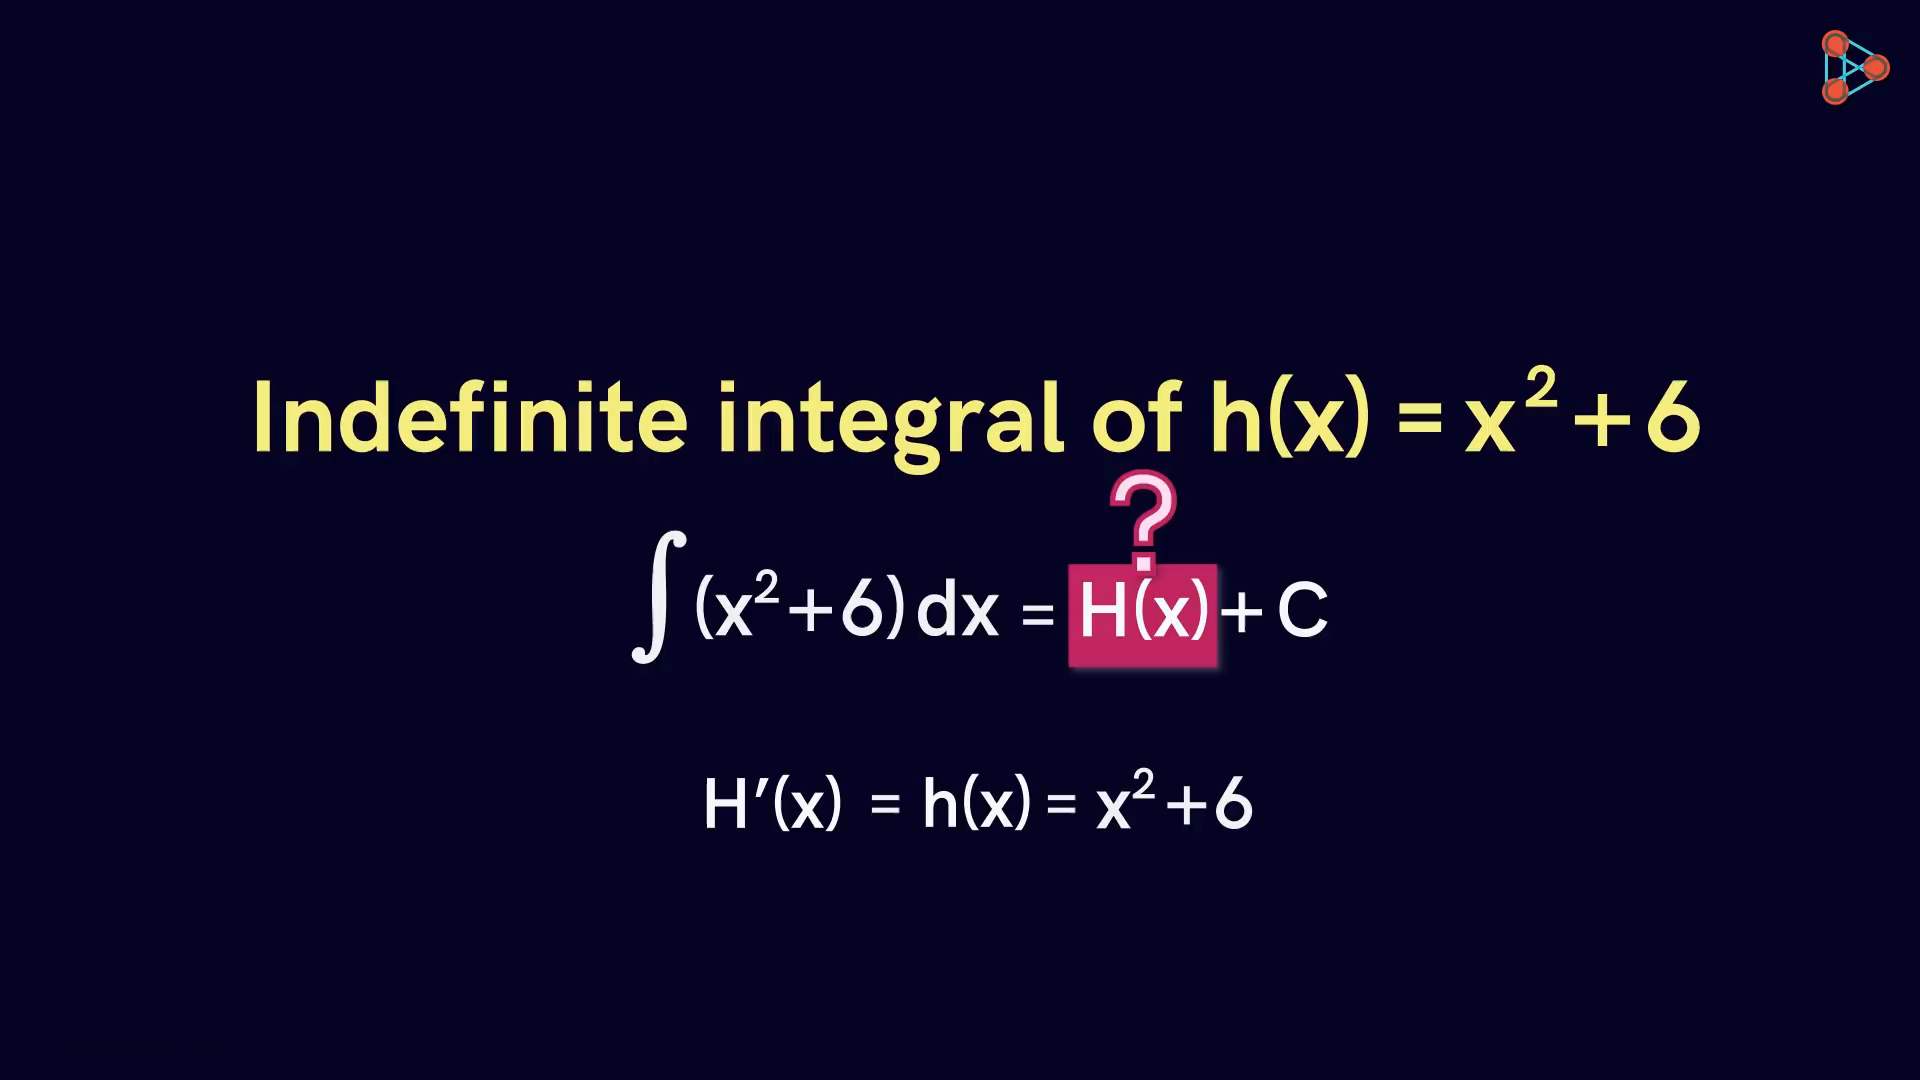 Indefinite integral of h(x) = x² + 6
?
∫ (x² + 6) dx = H(x) + C
H′(x) = h(x) = x² + 6